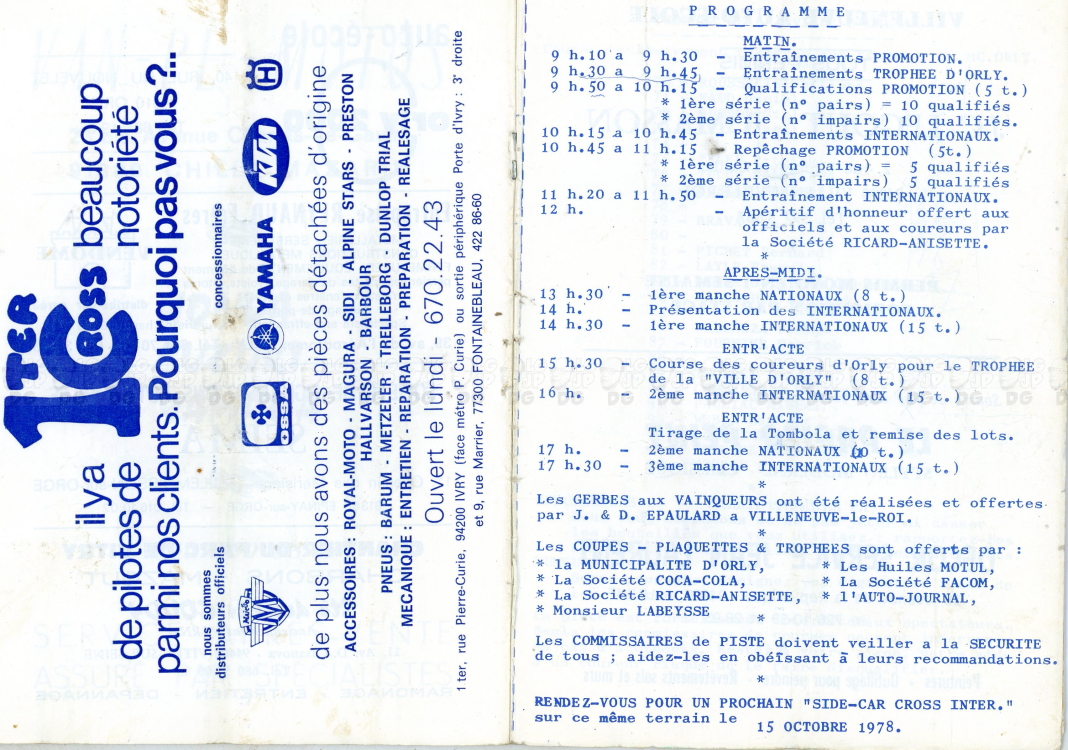 1 TER CROSS
il y a beaucoup
de pilotes de notoriété
parmi nos clients. Pourquoi pas vous ?..
nous sommes
distributeurs officiels
Maico
concessionnaires
YAMAHA
KTM
de plus nous avons des pièces détachées d'origine
ACCESSOIRES : ROYAL-MOTO - MAGURA - SIDI - ALPINE STARS - PRESTON
HALLVARSON - BARBOUR
PNEUS : BARUM - METZLER - TRELLEBORG - DUNLOP TRIAL
MECANIQUE : ENTRETIEN - REPARATION - PREPARATION - REALESAGE
Ouvert le lundi - 670.22.43
1 ter, rue Pierre-Curie, 94200 IVRY (face métro P. Curie) ou sortie périphérique Porte d'Ivry : 3' droite
et 9, rue Marrier, 77300 FONTAINEBLEAU, 422 86-60
PROGRAMME
MATIN.
9 h.10 a 9 h.30 - Entraînements PROMOTION.
9 h.30 a 9 h.45 - Entraînements TROPHEE D'ORLY.
9 h.50 a 10 h.15 - Qualifications PROMOTION (5 t.)
* 1ère série (n° pairs) = 10 qualifiés
* 2ème série (n° impairs) 10 qualifiés.
10 h.15 a 10 h.45 - Entraînements INTERNATIONAUX.
10 h.45 a 11 h.15 - Repêchage PROMOTION (5t.)
* 1ère série (n° pairs) = 5 qualifiés
* 2ème série (n° impairs) 5 qualifiés
11 h.20 a 11 h.50 - Entraînement INTERNATIONAUX.
12 h. Apéritif d'honneur offert aux
officiels et aux coureurs par
la Société RICARD-ANISETTE.
*
APRES-MIDI.
13 h.30 - 1ère manche NATIONAUX (8 t.)
14 h. - Présentation des INTERNATIONAUX.
14 h.30 - 1ère manche INTERNATIONAUX (15 t.)
ENTR'ACTE
15 h.30 - Course des coureurs d'Orly pour le TROPHEE
de la "VILLE D'ORLY" (8 t.)
16 h. - 2ème manche INTERNATIONAUX (15 t.)
ENTR'ACTE
Tirage de la Tombola et remise des lots.
17 h. - 2ème manche NATIONAUX (10 t.)
17 h.30 - 3ème manche INTERNATIONAUX (15 t.)
*
Les GERBES aux VAINQUEURS ont été réalisées et offertes
par J. & D. EPAULARD a VILLENEUVE-le-ROI.
*
Les COUPES - PLAQUETTES & TROPHEES sont offerts par :
* la MUNICIPALITE D'ORLY, * Les Huiles MOTUL,
* La Société COCA-COLA, * La Société FACOM,
* La Société RICARD-ANISETTE, * l'AUTO-JOURNAL,
* Monsieur LABEYSSE
*
Les COMMISSAIRES de PISTE doivent veiller a la SECURITE
de tous ; aidez-les en obéissant à leurs recommandations.
*
RENDEZ-VOUS POUR UN PROCHAIN "SIDE-CAR CROSS INTER."
sur ce même terrain le 15 OCTOBRE 1978.